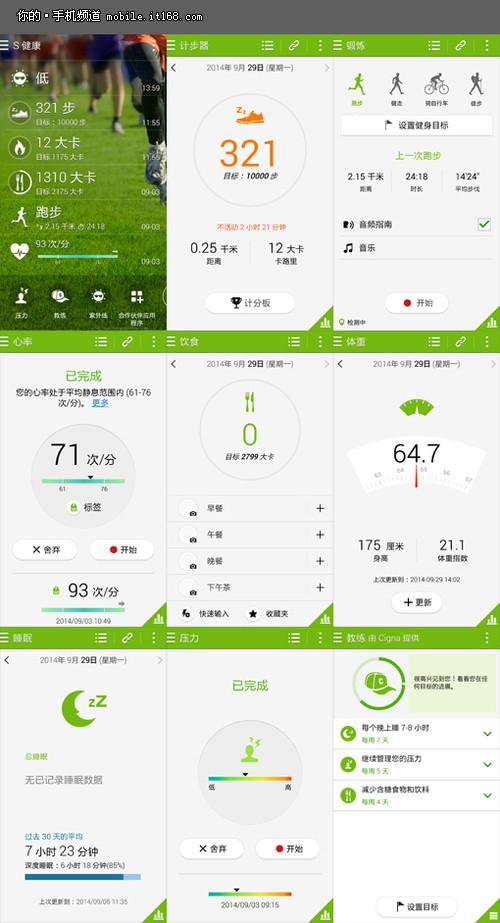 你的·手机频道 mobile.it168.com
S 健康
低
13:59
321 步
目标：10000 步
11:55
12 大卡
目标 1175 大卡
11:55
1310 大卡
目标 2175 大卡
09-03
跑步
2.15 千米 24:18
09-03
93 次/分
61 76
09-03
压力
教练
紫外线
合作伙伴应用程序
计步器
2014年 9月 29日 (星期一)
321
目标：10000 步
不活动 2 小时 21 分钟
0.25 千米
距离
12 大卡
卡路里
计分板
锻炼
跑步
健走
骑自行车
徒步
设置健身目标
上一次跑步
2.15 千米
距离
24:18
时长
14'24"
平均步伐
音频指南
音乐
开始
检测中
心率
已完成
您的心率处于平均静息范围内 (61-76
次/分)。 更多
71 次/分
61 76
标签
舍弃
开始
93 次/分
2014/09/03 10:49
饮食
2014年 9月 29日 (星期一)
0
目标 2799 大卡
早餐
午餐
晚餐
下午茶
快速输入
收藏夹
体重
2014年 9月 29日 (星期一)
64.7
63 64 65 66 67
175 厘米
身高
21.1
体重指数
上次更新到：2014-09-29 14:02
更新
睡眠
2014年 9月 29日 (星期一)
zZ
总睡眠
无已记录睡眠数据
过去 30 天的平均
7 小时 23 分钟
深度睡眠：6 小时 18 分钟(85%)
上次更新到：2014/09/05 11:35
压力
已完成
低 高
舍弃
开始
2014/09/03 09:15
教练 由 Cigna 提供
很高兴见到您！看看您在任
何目标的进展。
每个晚上睡 7-8 小时
每周 7 天
继续管理您的压力
每周 5 天
减少含糖食物和饮料
每周 4 天
设置目标